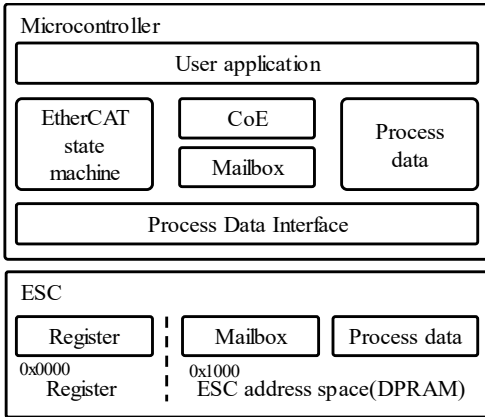 Microcontroller
User application
EtherCAT
state
machine
CoE
Mailbox
Process
data
Process Data Interface
ESC
Register
Mailbox
Process data
0x0000
0x1000
Register
ESC address space(DPRAM)